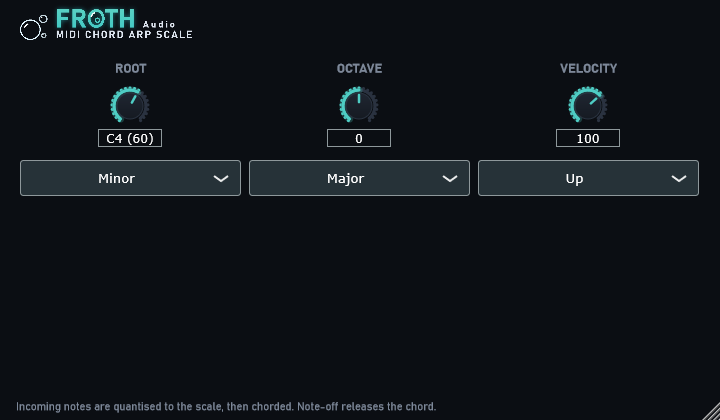 FROTH Audio
MIDI CHORD ARP SCALE
ROOT OCTAVE VELOCITY
C4 (60) 0 100
Minor Major Up
Incoming notes are quantised to the scale, then chorded. Note-off releases the chord.